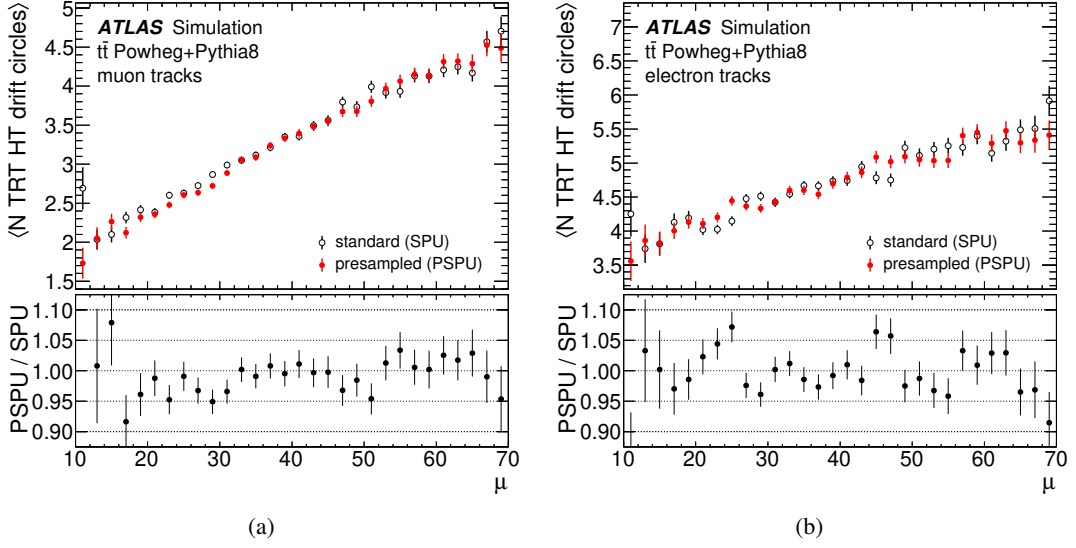 ⟨N TRT HT drift circles⟩
ATLAS Simulation
tt̄ Powheg+Pythia8
muon tracks
5
4.5
4
3.5
3
2.5
2
1.5
standard (SPU)
presampled (PSPU)
PSPU / SPU
1.10
1.05
1.00
0.95
0.90
10 20 30 40 50 60 70
μ
(a)
⟨N TRT HT drift circles⟩
ATLAS Simulation
tt̄ Powheg+Pythia8
electron tracks
7
6.5
6
5.5
5
4.5
4
3.5
standard (SPU)
presampled (PSPU)
PSPU / SPU
1.10
1.05
1.00
0.95
0.90
10 20 30 40 50 60 70
μ
(b)